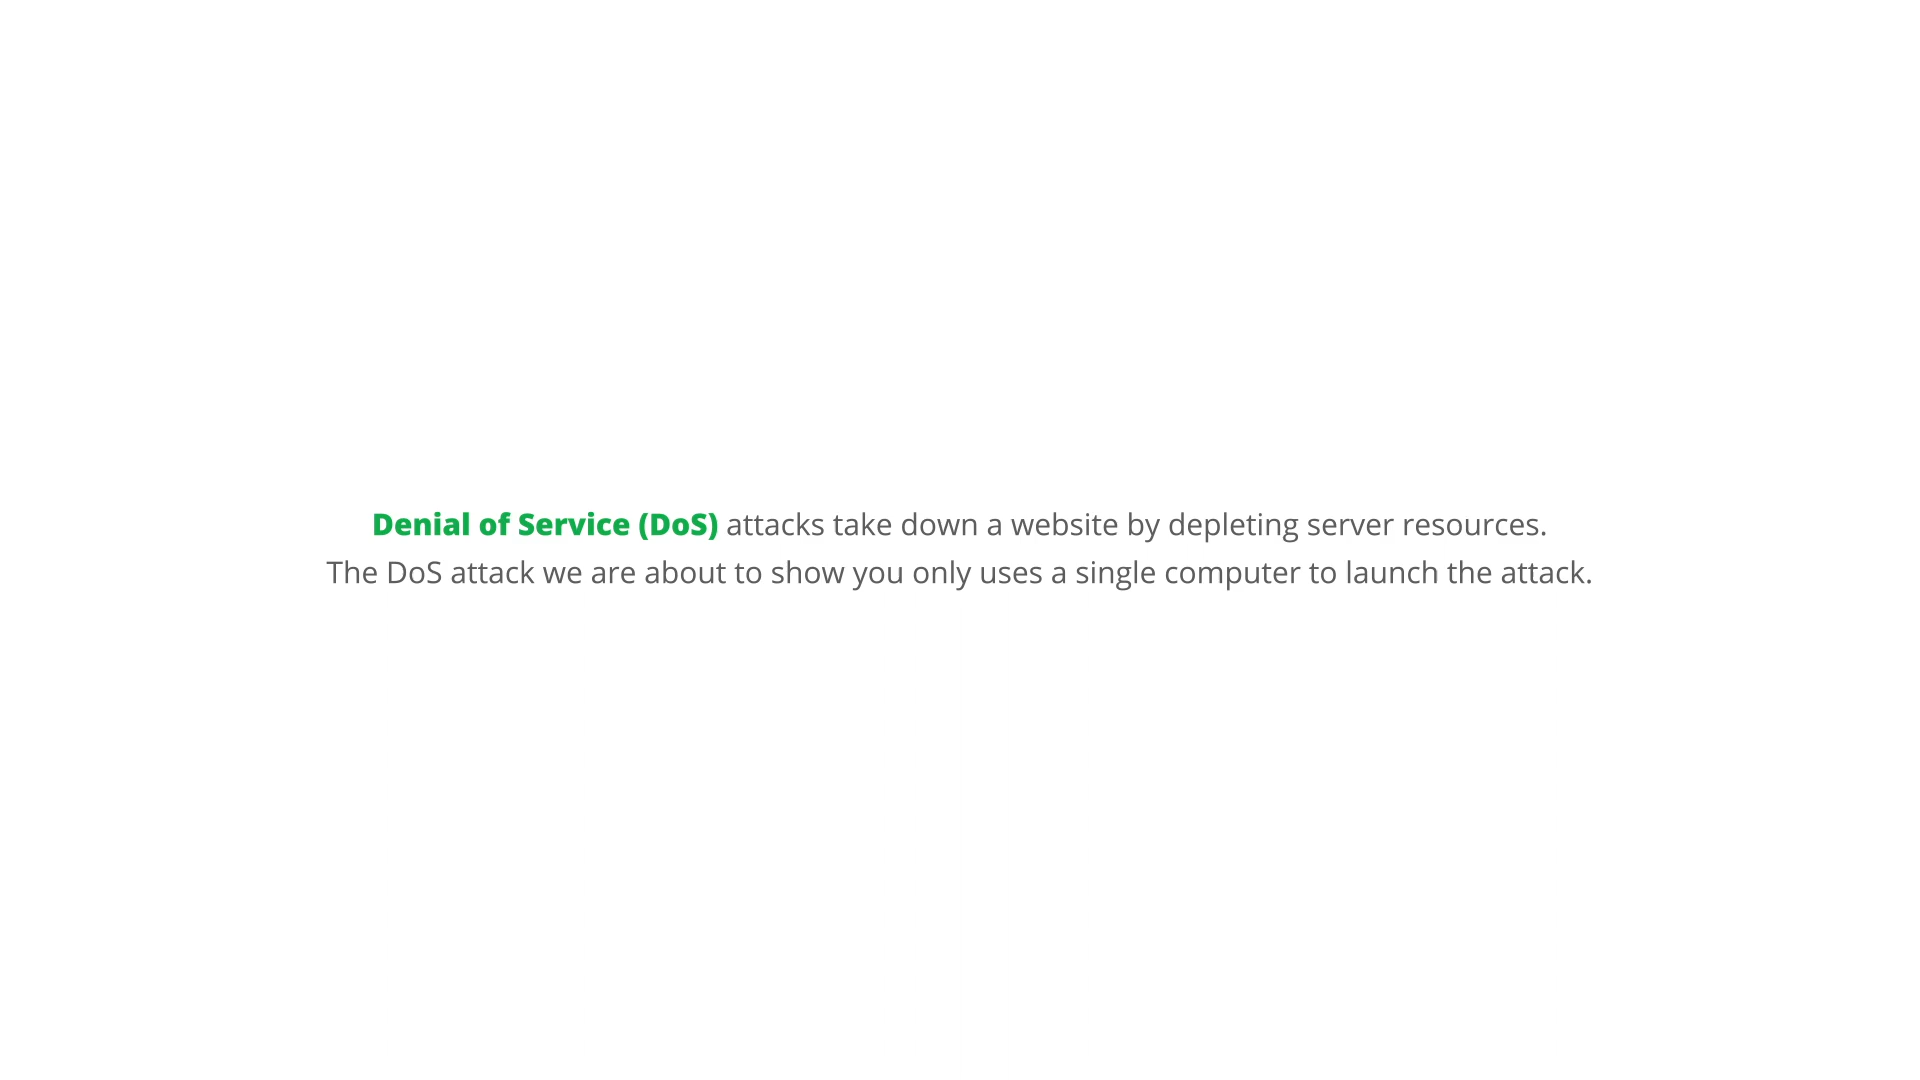 Denial of Service (DoS) attacks take down a website by depleting server resources.
The DoS attack we are about to show you only uses a single computer to launch the attack.